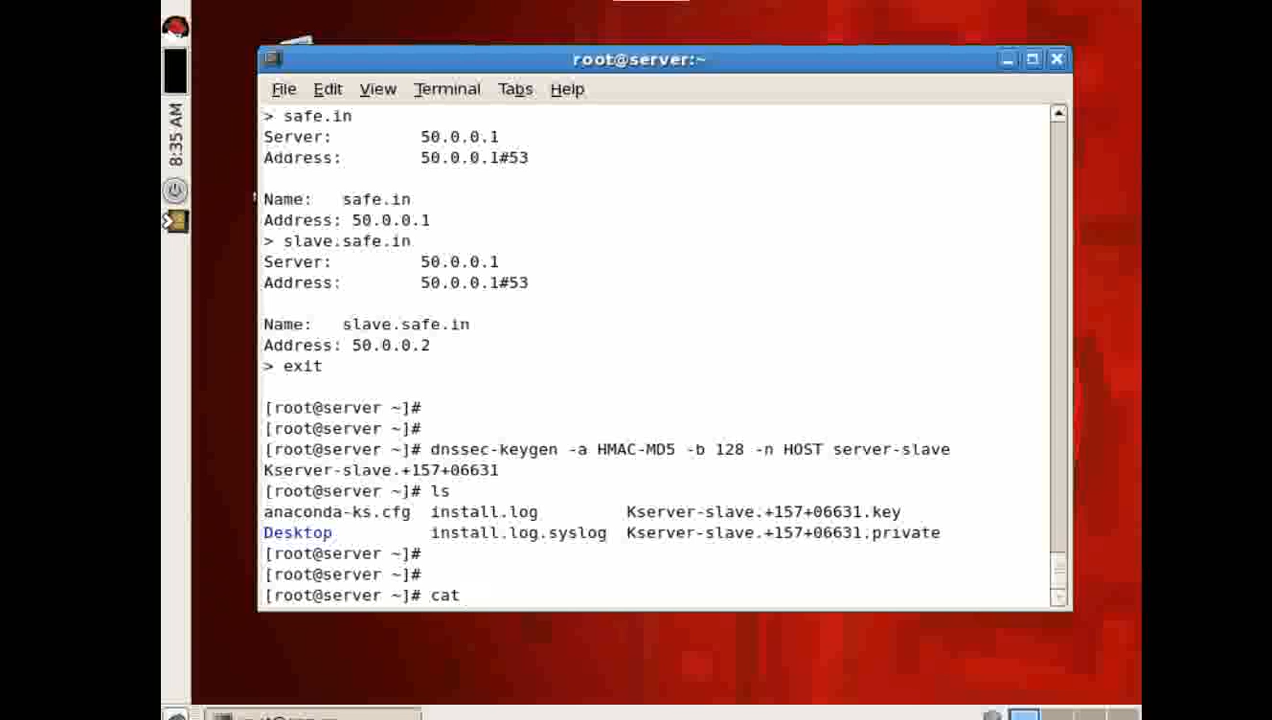 root@server:~
File Edit View Terminal Tabs Help
> safe.in
Server: 50.0.0.1
Address: 50.0.0.1#53
Name: safe.in
Address: 50.0.0.1
> slave.safe.in
Server: 50.0.0.1
Address: 50.0.0.1#53
Name: slave.safe.in
Address: 50.0.0.2
> exit
[root@server ~]#
[root@server ~]#
[root@server ~]# dnssec-keygen -a HMAC-MD5 -b 128 -n HOST server-slave
Kserver-slave.+157+06631
[root@server ~]# ls
anaconda-ks.cfg install.log Kserver-slave.+157+06631.key
Desktop install.log.syslog Kserver-slave.+157+06631.private
[root@server ~]#
[root@server ~]#
[root@server ~]# cat
8:35 AM